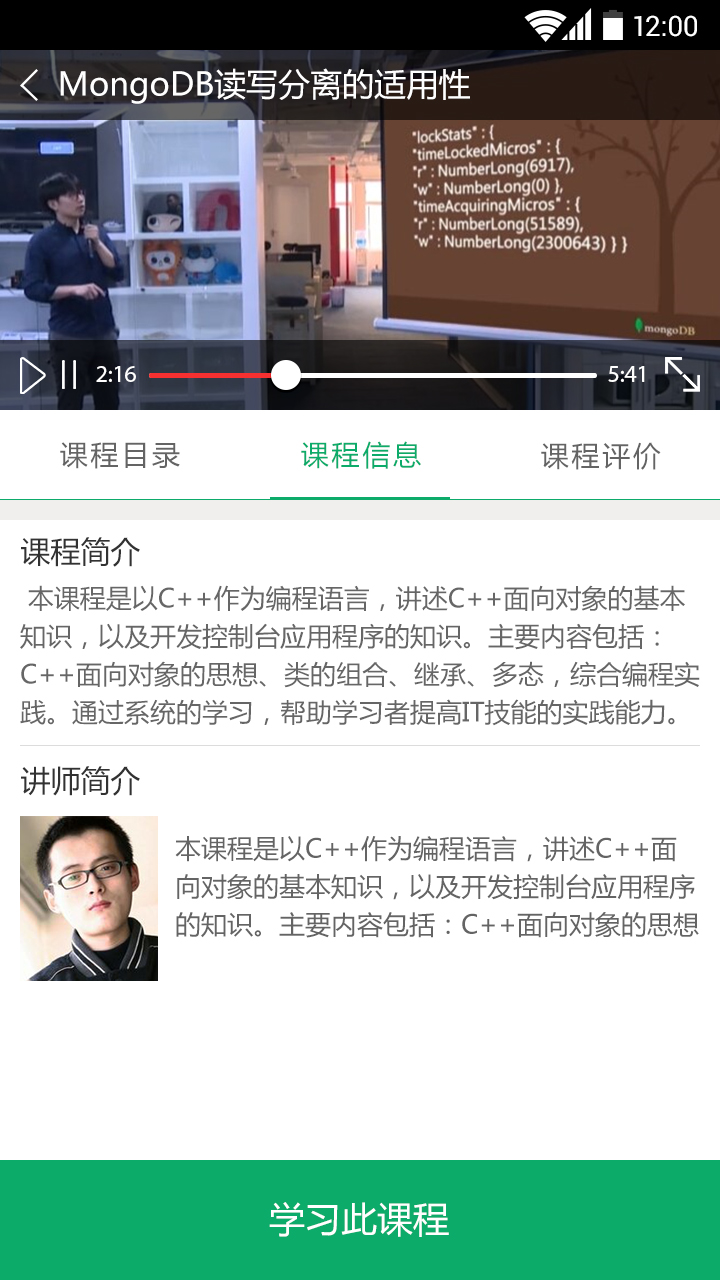 12:00
MongoDB读写分离的适用性
"lockStats" : {
"timeLockedMicros" : {
"r" : NumberLong(6917),
"w" : NumberLong(0) },
"timeAcquiringMicros" : {
"r" : NumberLong(51589),
"w" : NumberLong(2300643) } }
mongoDB
2:16
5:41
课程目录
课程信息
课程评价
课程简介
本课程是以C++作为编程语言，讲述C++面向对象的基本
知识，以及开发控制台应用程序的知识。主要内容包括：
C++面向对象的思想、类的组合、继承、多态，综合编程实
践。通过系统的学习，帮助学习者提高IT技能的实践能力。
讲师简介
本课程是以C++作为编程语言，讲述C++面
向对象的基本知识，以及开发控制台应用程序
的知识。主要内容包括：C++面向对象的思想
学习此课程